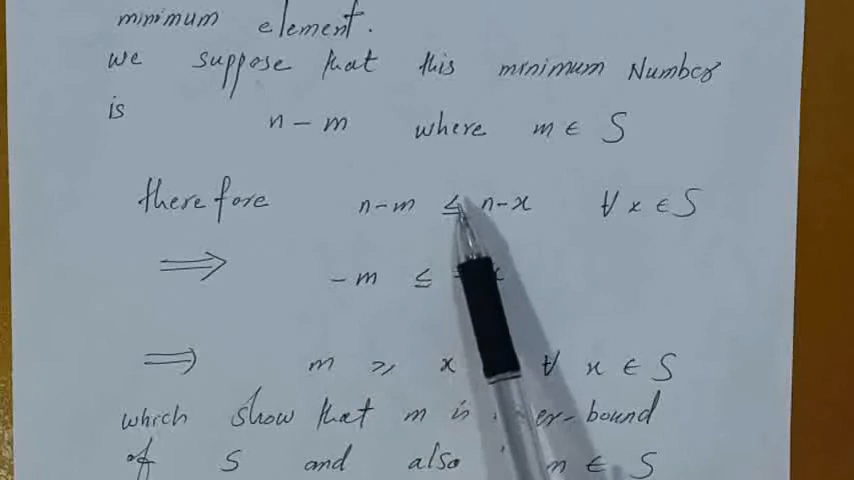 minimum element.
we suppose that this minimum Number
is n - m where m ∈ S
therefore n-m ≤ n-x ∀ x ∈ S
⟹ -m ≤
⟹ m ≥ x ∀ x ∈ S
which show that m is bound
of S and also m ∈ S